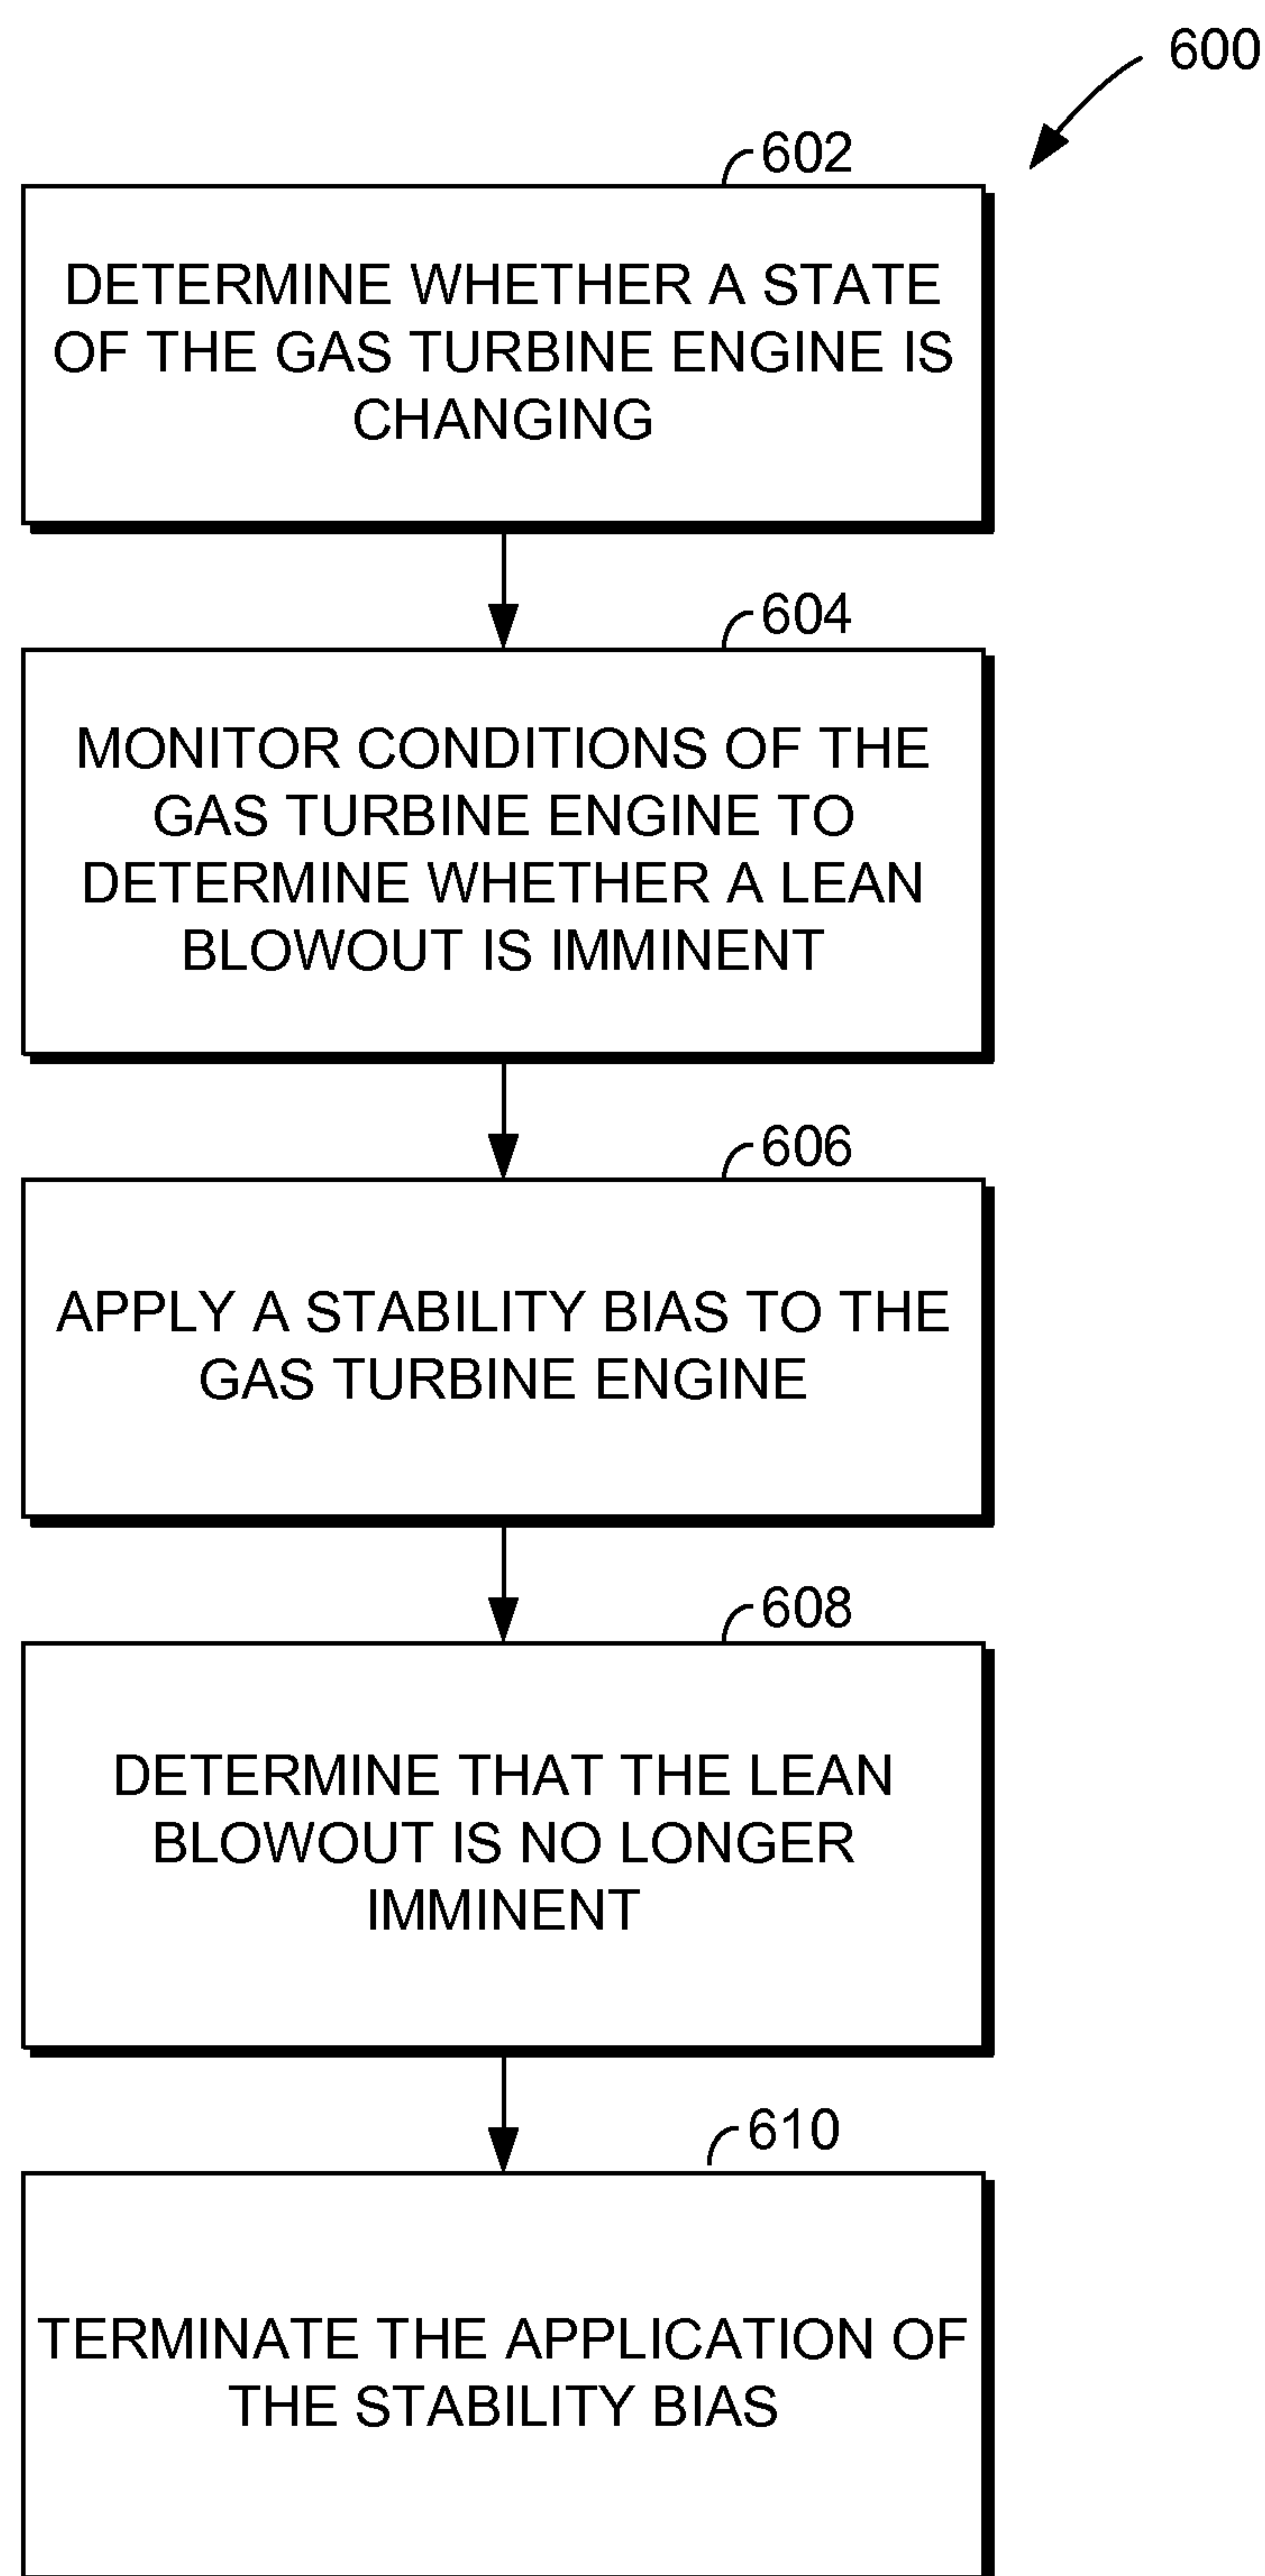 600
602
DETERMINE WHETHER A STATE
OF THE GAS TURBINE ENGINE IS
CHANGING
604
MONITOR CONDITIONS OF THE
GAS TURBINE ENGINE TO
DETERMINE WHETHER A LEAN
BLOWOUT IS IMMINENT
606
APPLY A STABILITY BIAS TO THE
GAS TURBINE ENGINE
608
DETERMINE THAT THE LEAN
BLOWOUT IS NO LONGER
IMMINENT
610
TERMINATE THE APPLICATION OF
THE STABILITY BIAS